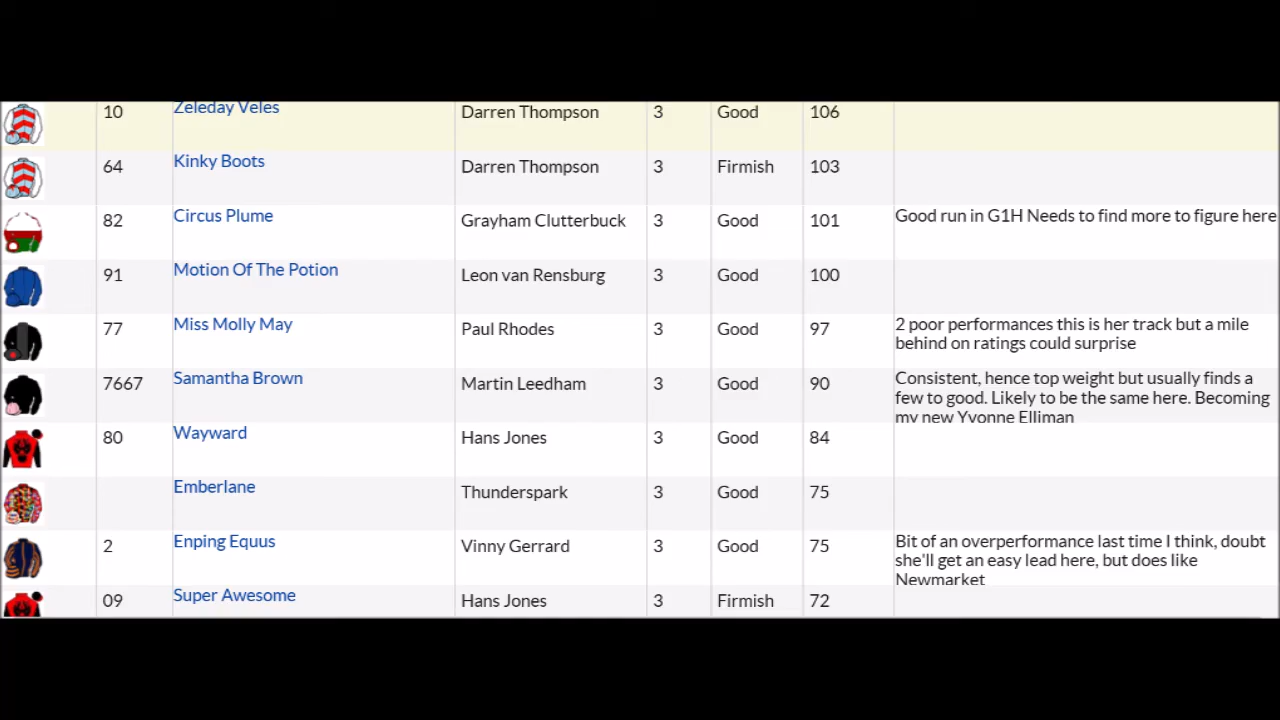 10 Zeleday Veles Darren Thompson 3 Good 106
64 Kinky Boots Darren Thompson 3 Firmish 103
82 Circus Plume Grayham Clutterbuck 3 Good 101 Good run in G1H Needs to find more to figure here
91 Motion Of The Potion Leon van Rensburg 3 Good 100
77 Miss Molly May Paul Rhodes 3 Good 97 2 poor performances this is her track but a mile
behind on ratings could surprise
7667 Samantha Brown Martin Leedham 3 Good 90 Consistent, hence top weight but usually finds a
few to good. Likely to be the same here. Becoming
my new Yvonne Elliman
80 Wayward Hans Jones 3 Good 84
Emberlane Thunderspark 3 Good 75
2 Enping Equus Vinny Gerrard 3 Good 75 Bit of an overperformance last time I think, doubt
she'll get an easy lead here, but does like
Newmarket
09 Super Awesome Hans Jones 3 Firmish 72